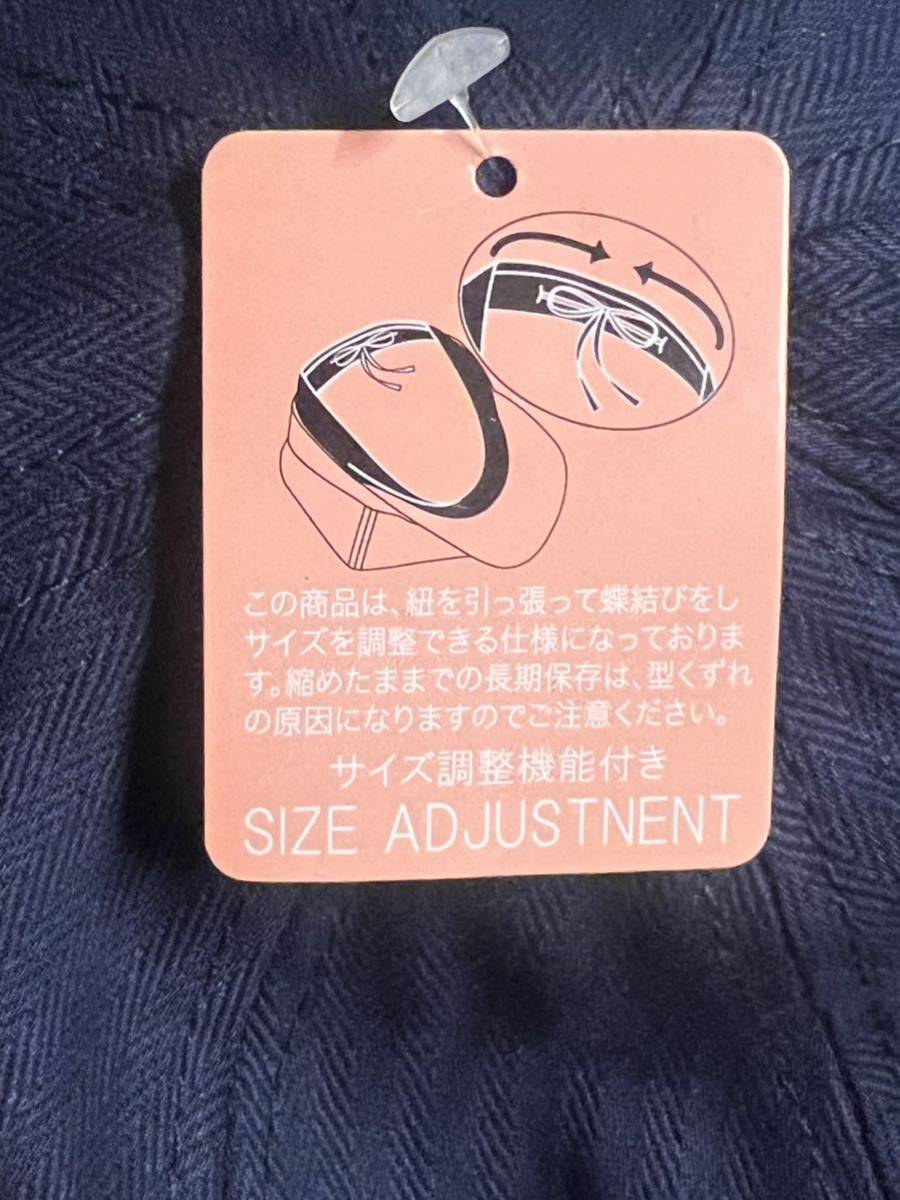 この商品は、紐を引っ張って蝶結びをし
サイズを調整できる仕様になっておりま
す。縮めたままでの長期保存は、型くずれ
の原因になりますのでご注意ください。
サイズ調整機能付き
SIZE ADJUSTNENT